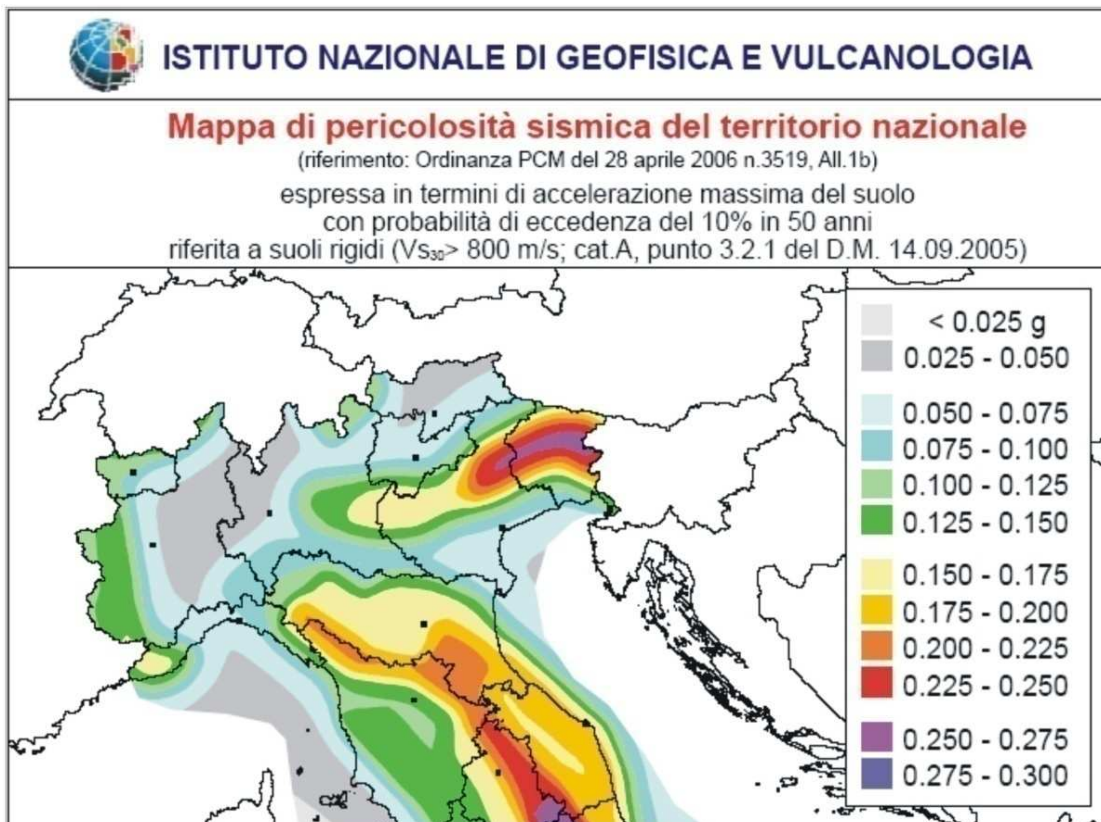 ISTITUTO NAZIONALE DI GEOFISICA E VULCANOLOGIA
Mappa di pericolosità sismica del territorio nazionale
(riferimento: Ordinanza PCM del 28 aprile 2006 n.3519, All.1b)
espressa in termini di accelerazione massima del suolo
con probabilità di eccedenza del 10% in 50 anni
riferita a suoli rigidi (Vs₃₀> 800 m/s; cat.A, punto 3.2.1 del D.M. 14.09.2005)
< 0.025 g
0.025 - 0.050
0.050 - 0.075
0.075 - 0.100
0.100 - 0.125
0.125 - 0.150
0.150 - 0.175
0.175 - 0.200
0.200 - 0.225
0.225 - 0.250
0.250 - 0.275
0.275 - 0.300